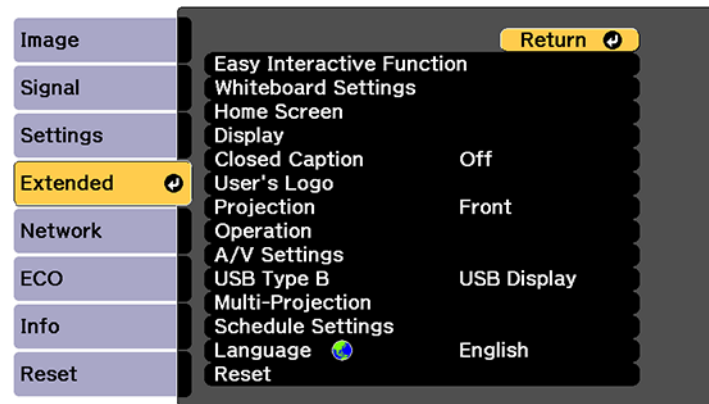 Image
Signal
Settings
Extended
Network
ECO
Info
Reset
Return
Easy Interactive Function
Whiteboard Settings
Home Screen
Display
Closed Caption Off
User's Logo
Projection Front
Operation
A/V Settings
USB Type B USB Display
Multi-Projection
Schedule Settings
Language English
Reset